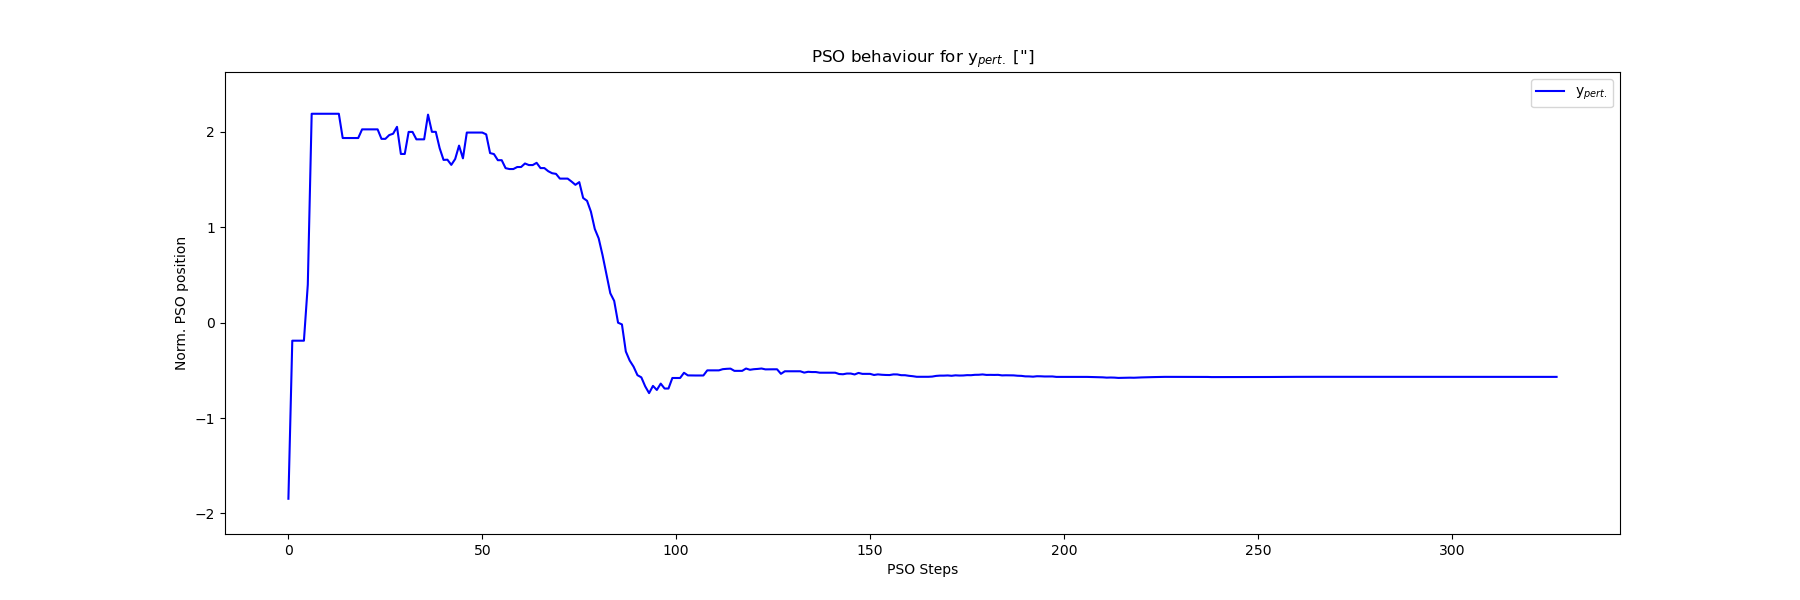 PSO behaviour for y_pert. ["]
y_pert.
Norm. PSO position
2
1
0
−1
−2
0 50 100 150 200 250 300
PSO Steps